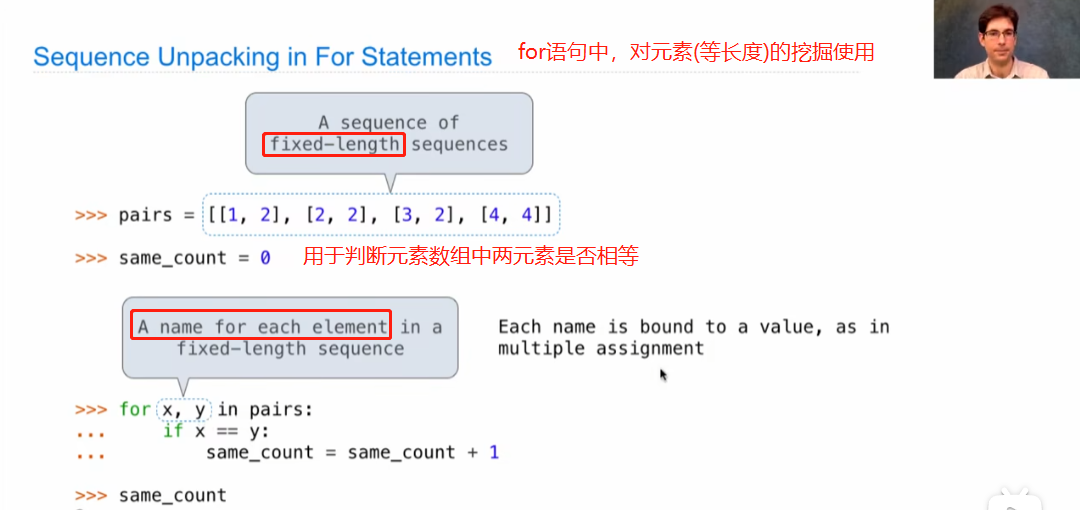 Sequence Unpacking in For Statements for语句中，对元素(等长度)的挖掘使用
A sequence of
fixed-length sequences
>>> pairs = [[1, 2], [2, 2], [3, 2], [4, 4]]
>>> same_count = 0 用于判断元素数组中两元素是否相等
A name for each element in a
fixed-length sequence
Each name is bound to a value, as in
multiple assignment
>>> for x, y in pairs:
... if x == y:
... same_count = same_count + 1
>>> same_count